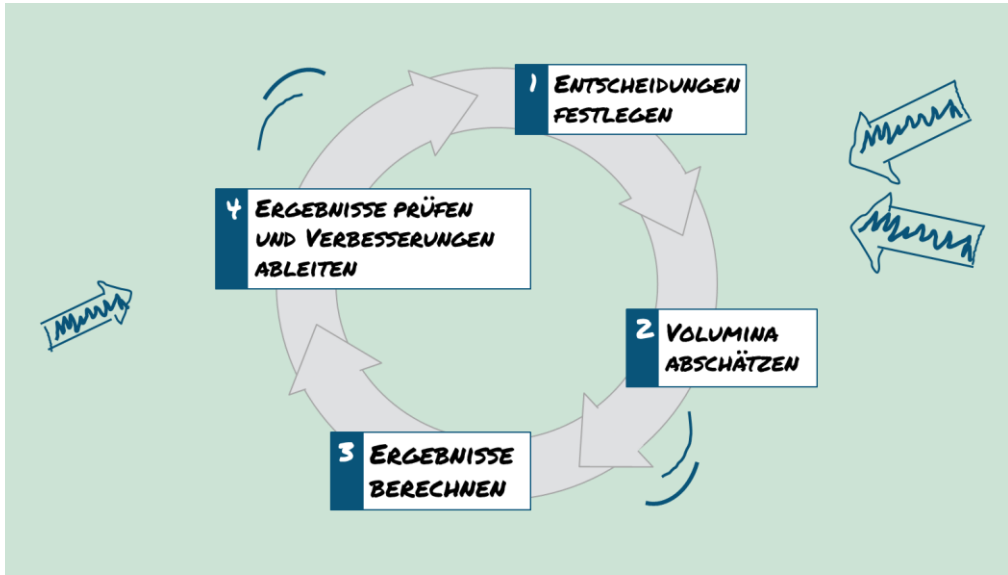 1 ENTSCHEIDUNGEN
FESTLEGEN
2 VOLUMINA
ABSCHÄTZEN
3 ERGEBNISSE
BERECHNEN
4 ERGEBNISSE PRÜFEN
UND VERBESSERUNGEN
ABLEITEN